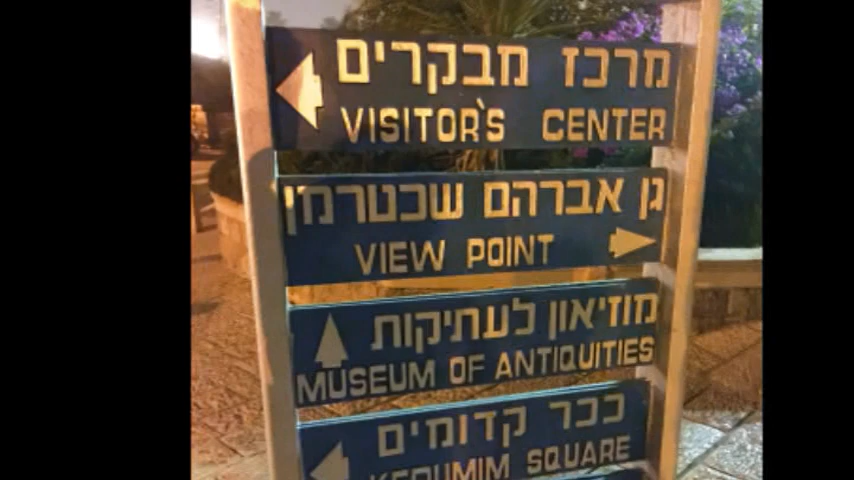 מרכז מבקרים
VISITOR'S CENTER
גן אברהם שכטרמן
VIEW POINT
מוזיאון לעתיקות
MUSEUM OF ANTIQUITIES
ככר קדומים
KEDUMIM SQUARE